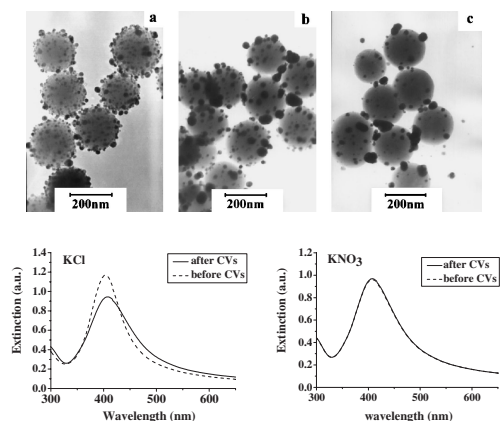 a
b
c
200nm
200nm
200nm
KCl
after CVs
before CVs
Extinction (a.u.)
1.4
1.2
1.0
0.8
0.6
0.4
0.2
0.0
300 400 500 600
Wavelength (nm)
KNO3
after CVs
before CVs
Extinction (a.u.)
1.2
1.0
0.8
0.6
0.4
0.2
0.0
300 400 500 600
wavelength (nm)